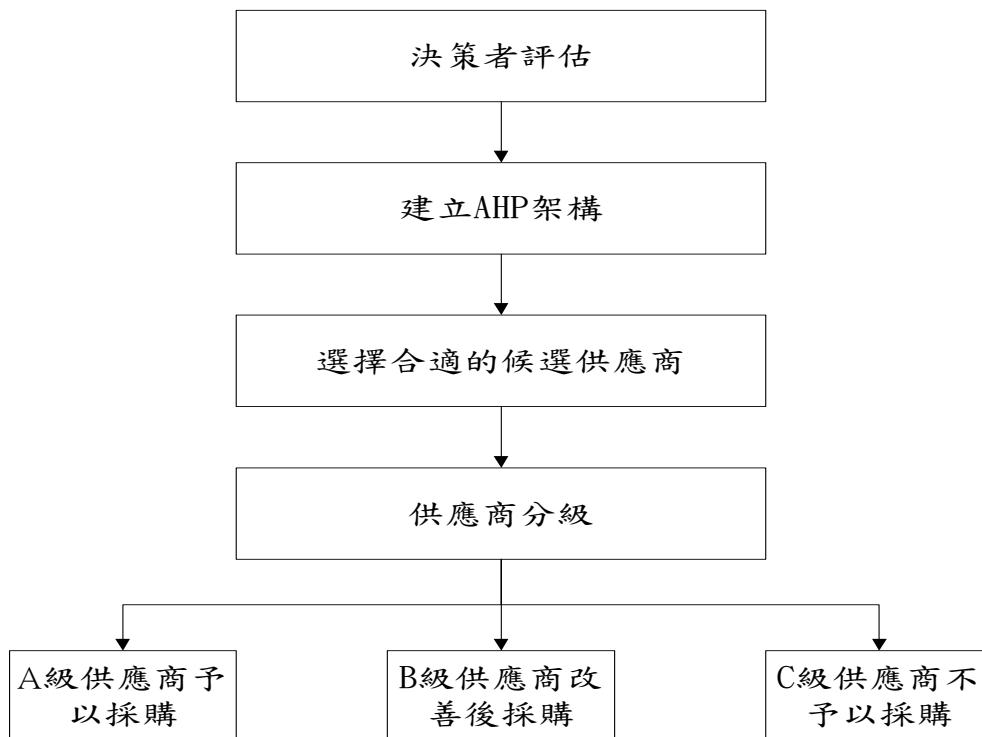 決策者評估
建立AHP架構
選擇合適的候選供應商
供應商分級
A級供應商予
以採購
B級供應商改
善後採購
C級供應商不
予以採購